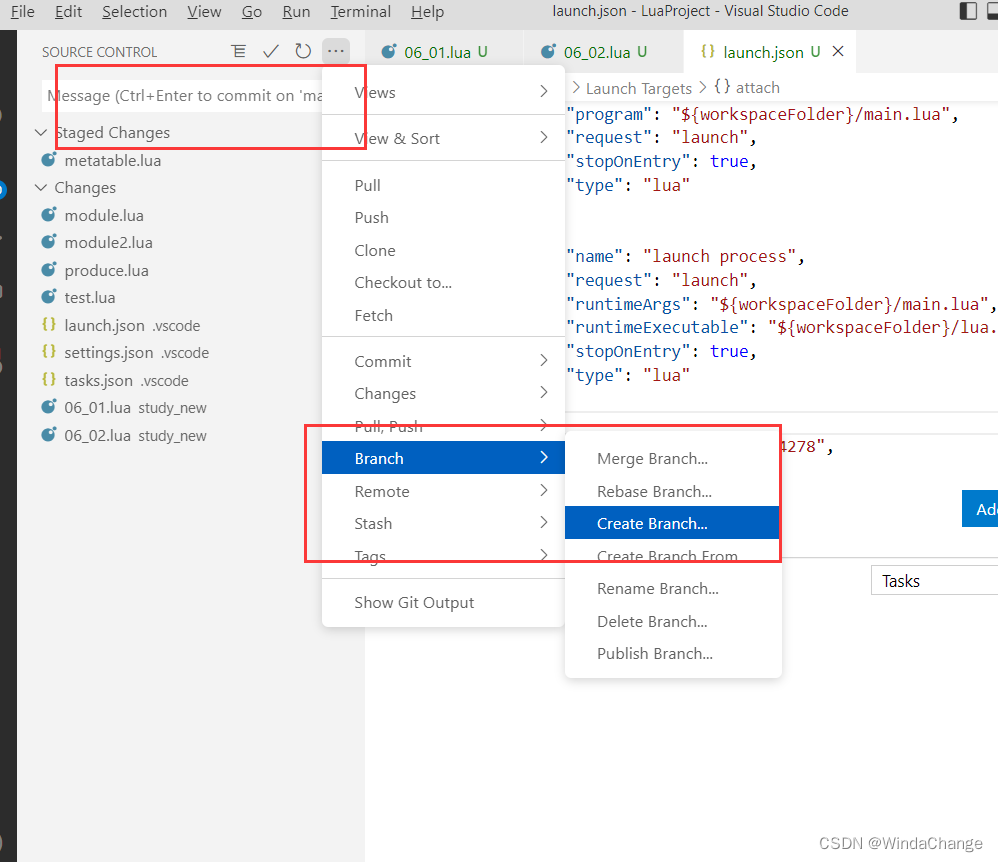 File Edit Selection View Go Run Terminal Help
launch.json - LuaProject - Visual Studio Code
SOURCE CONTROL
06_01.lua U
06_02.lua U
{} launch.json U
Message (Ctrl+Enter to commit on 'ma
Staged Changes
metatable.lua
Changes
module.lua
module2.lua
produce.lua
test.lua
{} launch.json .vscode
{} settings.json .vscode
{} tasks.json .vscode
06_01.lua study_new
06_02.lua study_new
Views
View & Sort
Pull
Push
Clone
Checkout to...
Fetch
Commit
Changes
Pull, Push
Branch
Remote
Stash
Tags
Show Git Output
Merge Branch...
Rebase Branch...
Create Branch...
Create Branch From
Rename Branch...
Delete Branch...
Publish Branch...
> Launch Targets > {} attach
"program": "${workspaceFolder}/main.lua",
"request": "launch",
"stopOnEntry": true,
"type": "lua"
"name": "launch process",
"request": "launch",
"runtimeArgs": "${workspaceFolder}/main.lua",
"runtimeExecutable": "${workspaceFolder}/lua.
"stopOnEntry": true,
"type": "lua"
4278",
Ad
Tasks
CSDN @WindaChange